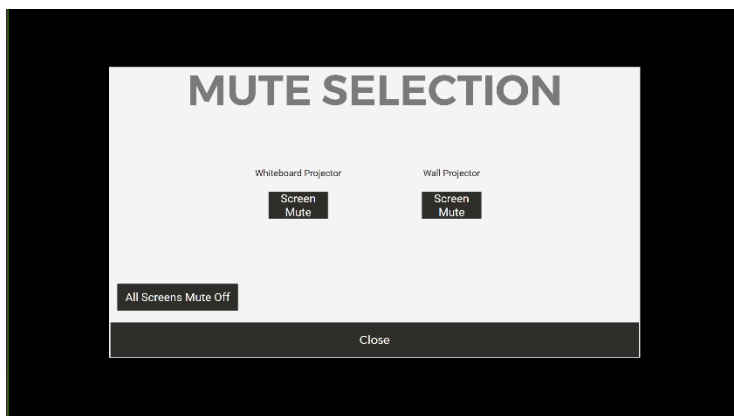 MUTE SELECTION
Whiteboard Projector
Wall Projector
Screen
Mute
Screen
Mute
All Screens Mute Off
Close